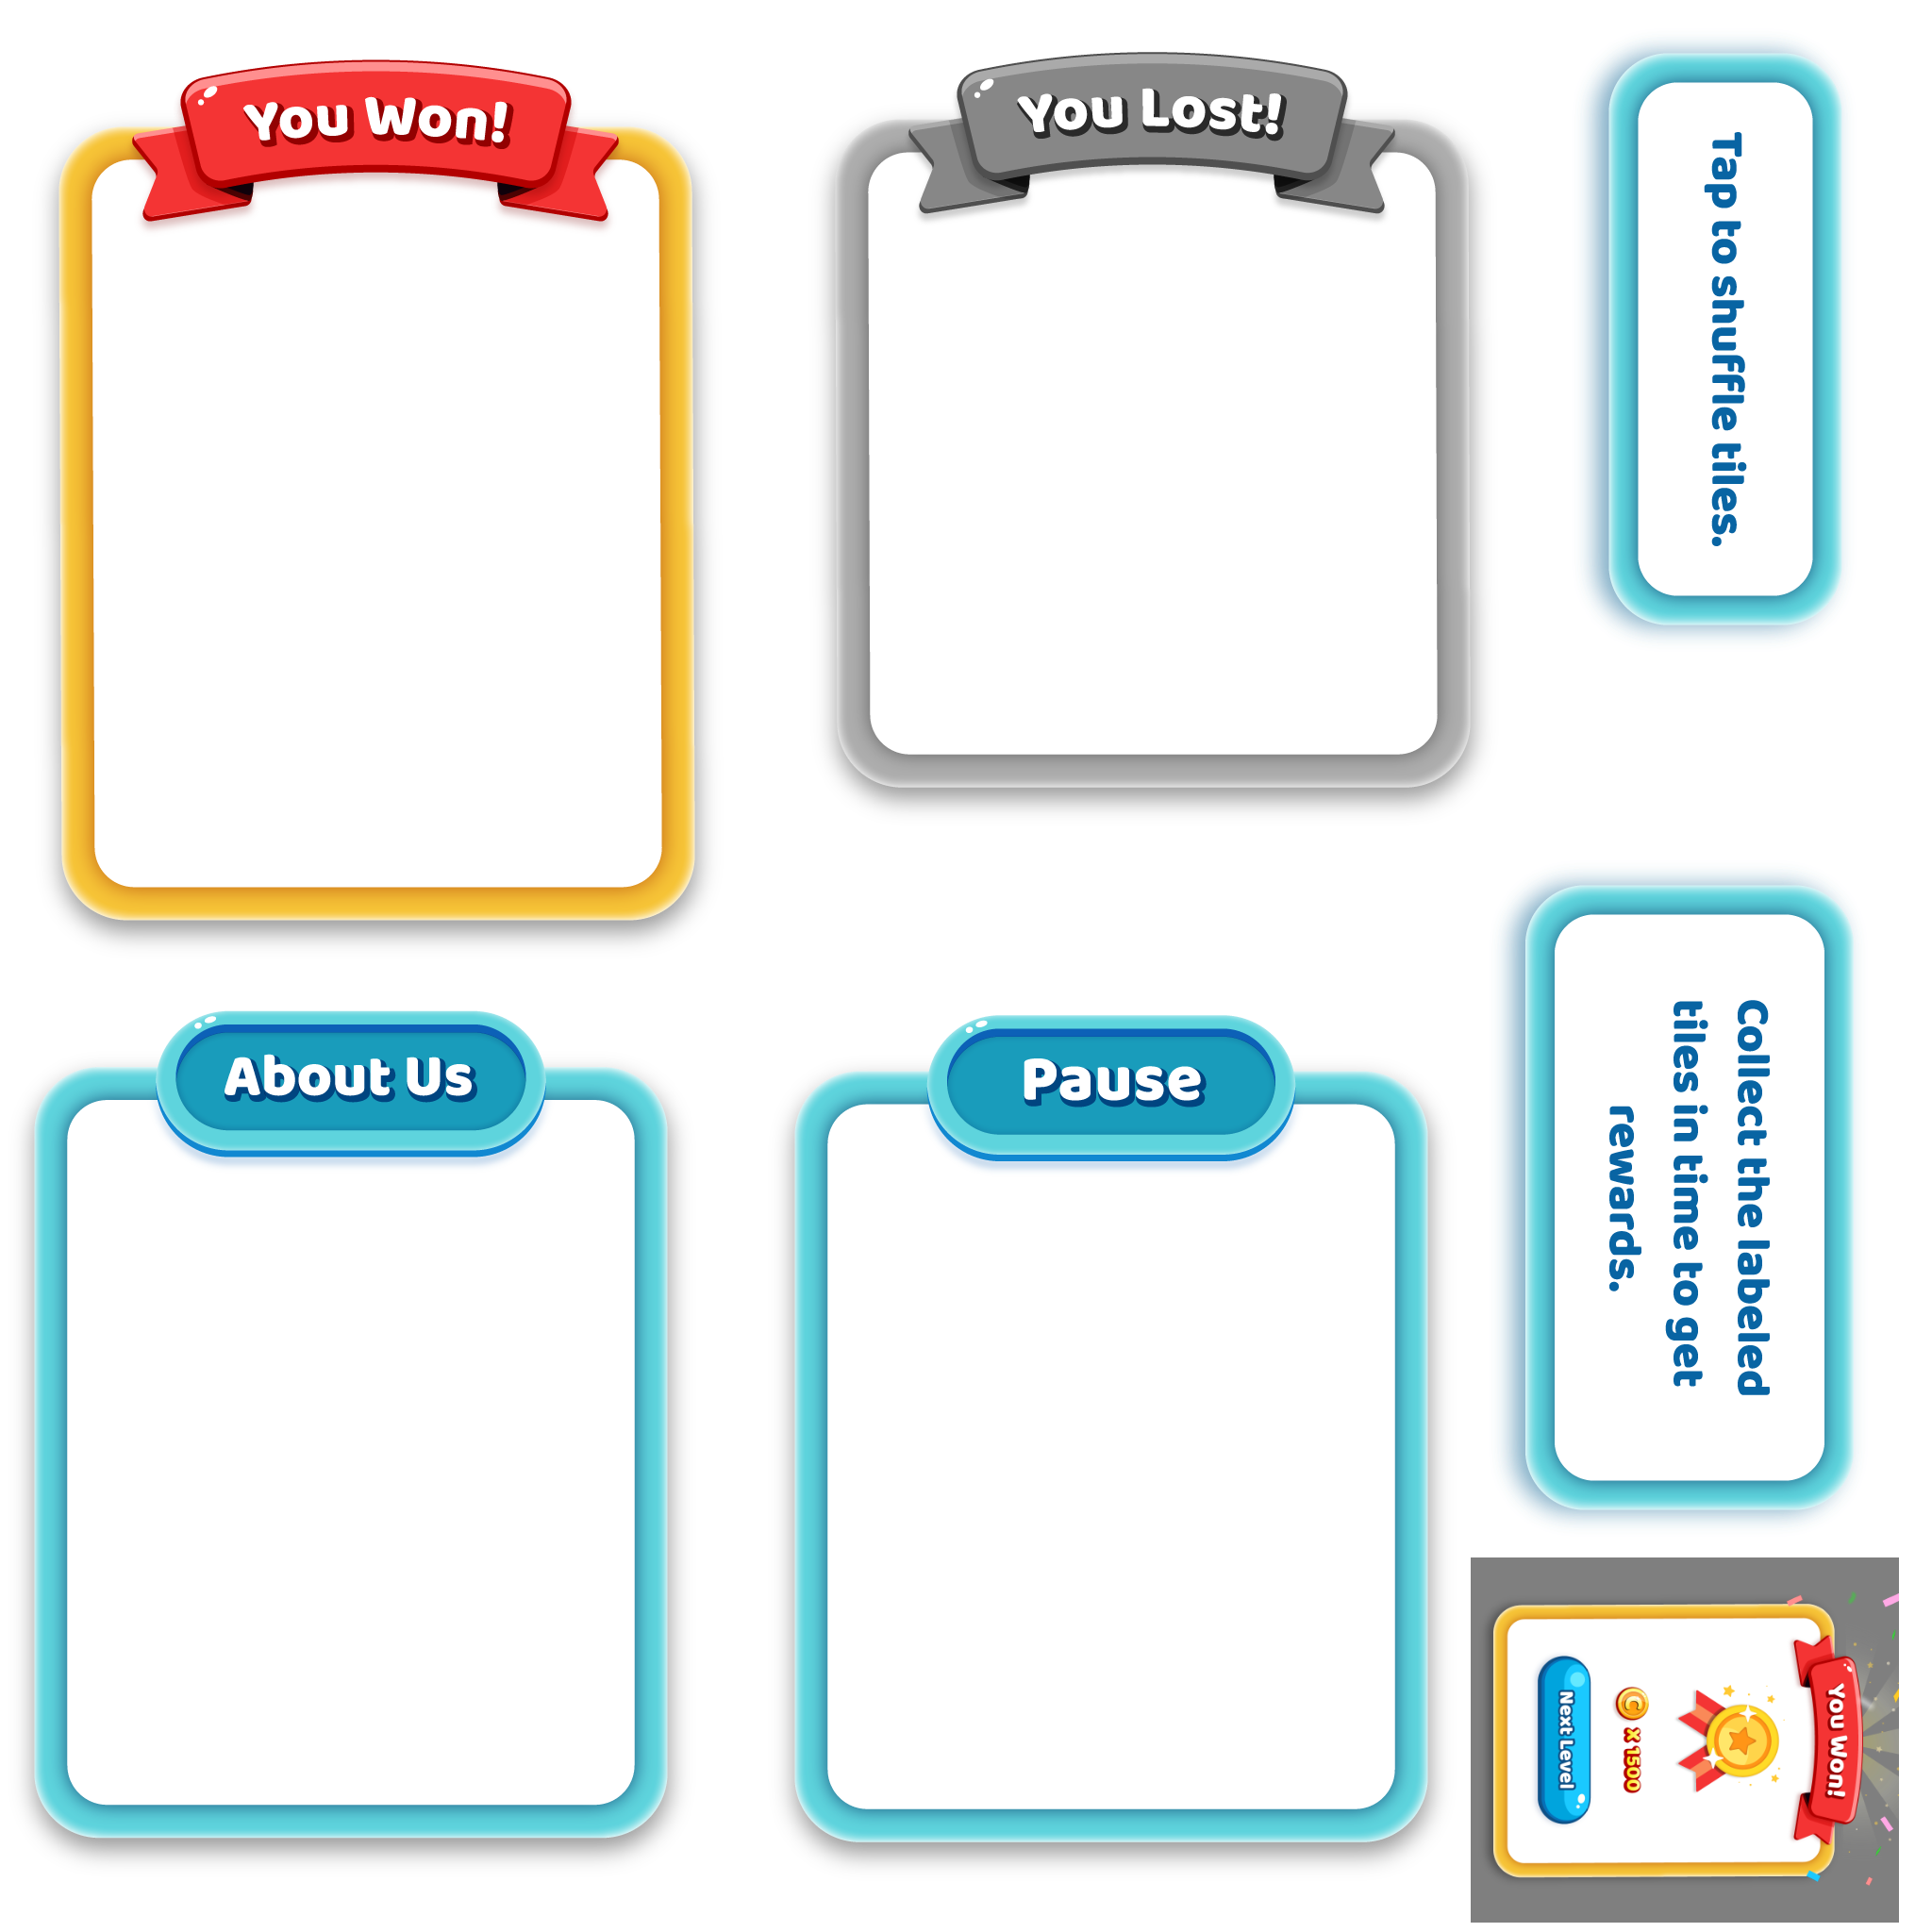 You Won!
You Lost!
Tap to shuffle tiles.
About Us
Pause
Collect the labeled
tiles in time to get
rewards.
You Won!
C x 1500
Next Level